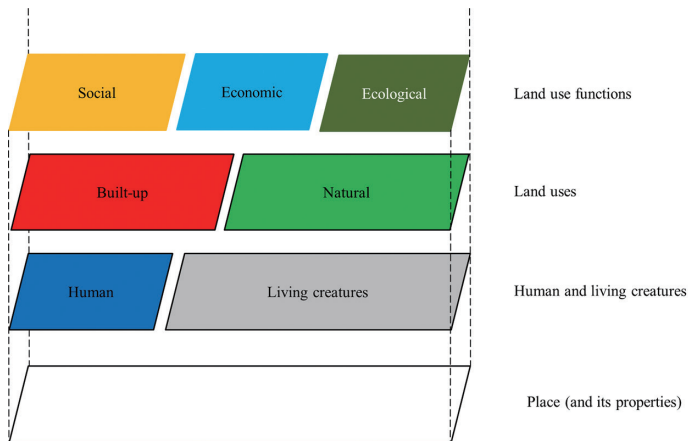 Social Economic Ecological Land use functions
Built-up Natural Land uses
Human Living creatures Human and living creatures
Place (and its properties)